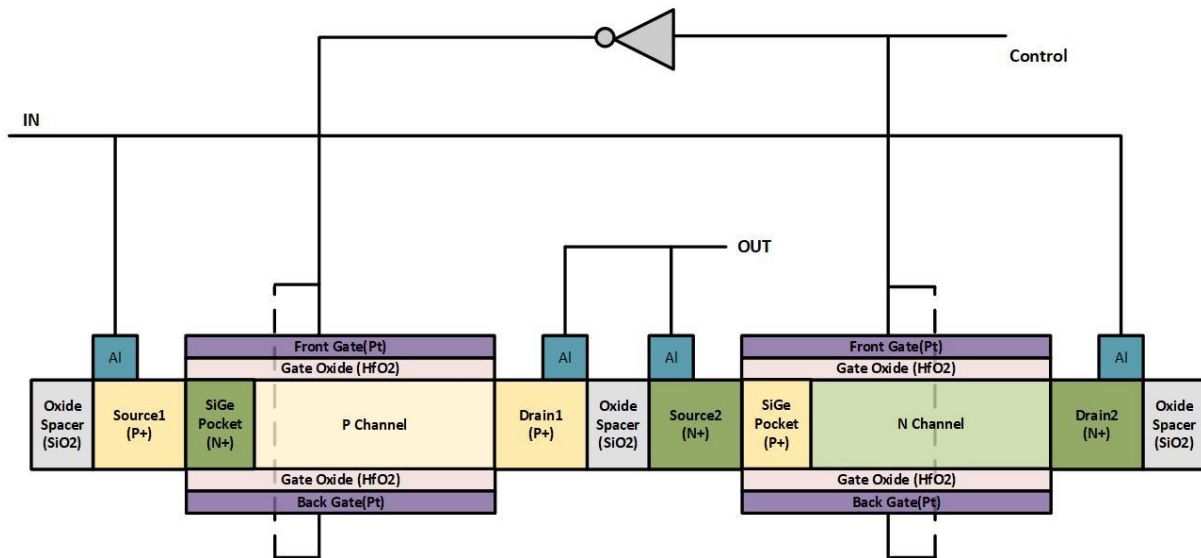 Control
IN
OUT
Al
Al
Al
Al
Front Gate(Pt)
Front Gate(Pt)
Gate Oxide (HfO2)
Gate Oxide (HfO2)
Oxide
Spacer
(SiO2)
Source1
(P+)
SiGe
Pocket
(N+)
P Channel
Drain1
(P+)
Oxide
Spacer
(SiO2)
Source2
(N+)
SiGe
Pocket
(P+)
N Channel
Drain2
(N+)
Oxide
Spacer
(SiO2)
Gate Oxide (HfO2)
Gate Oxide (HfO2)
Back Gate(Pt)
Back Gate(Pt)